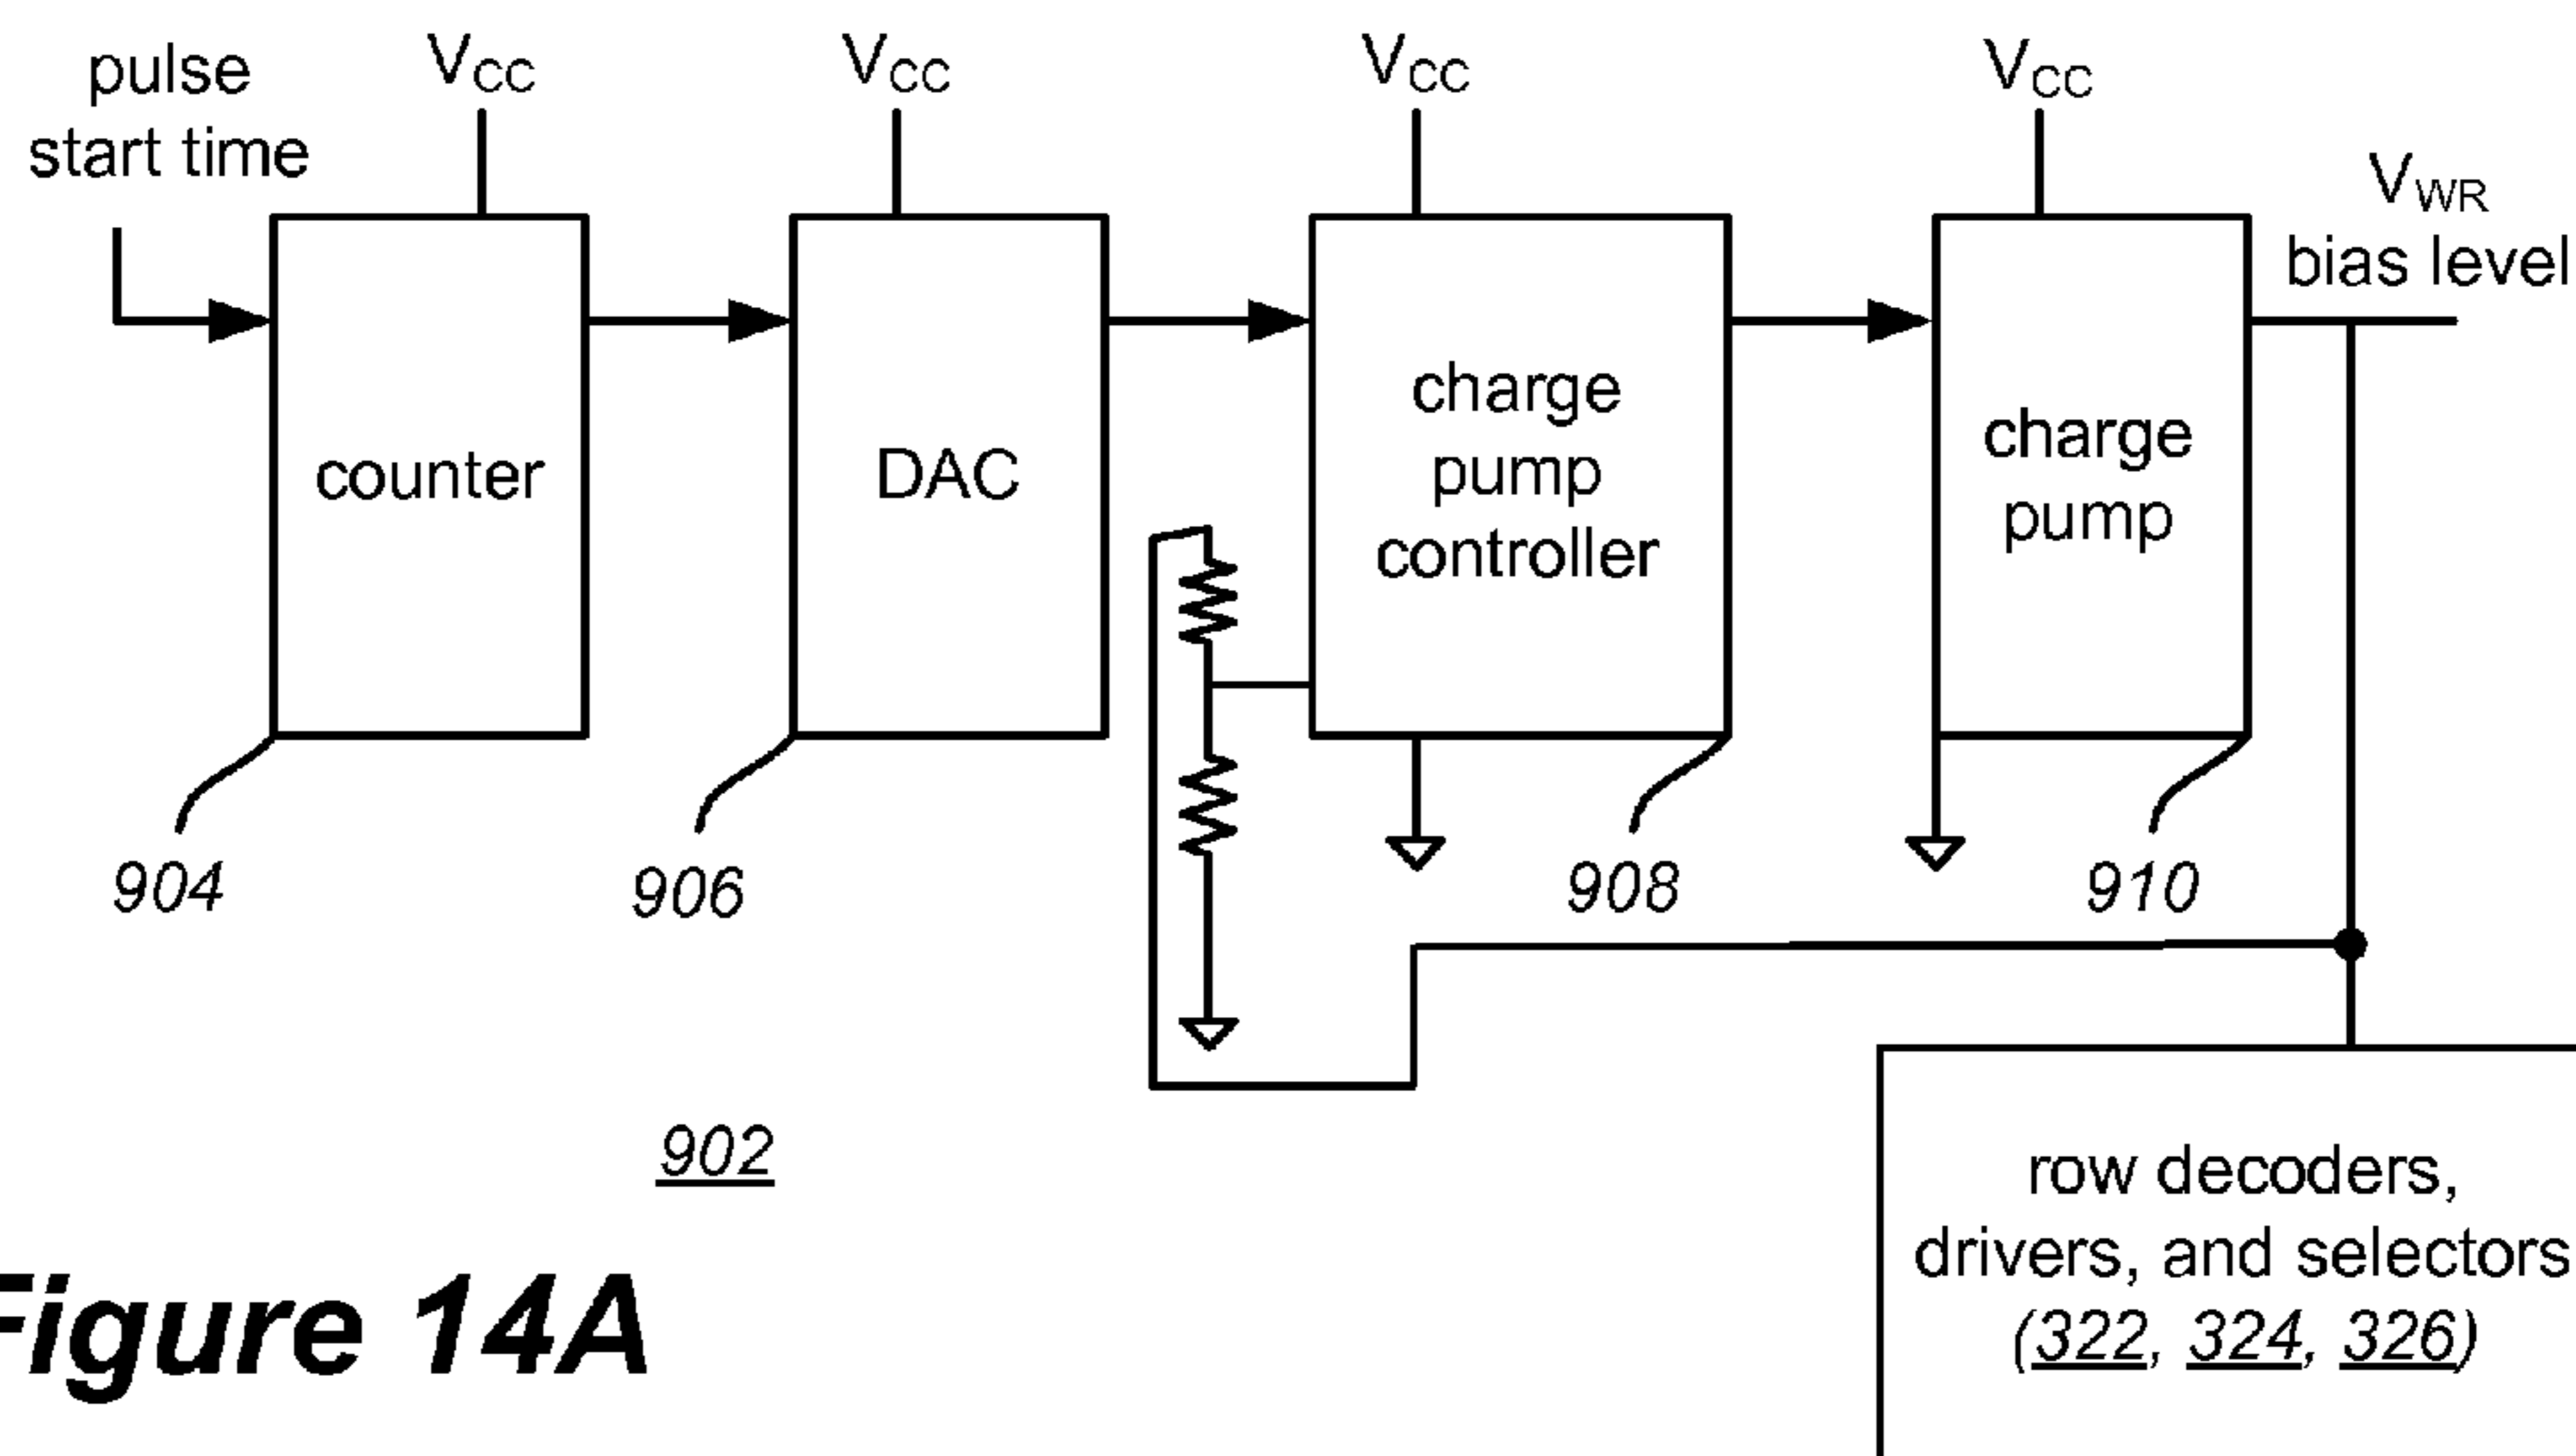 pulse
start time
VCC
VCC
VCC
VCC
VWR
bias level
counter
DAC
charge
pump
controller
charge
pump
904
906
908
910
902
row decoders,
drivers, and selectors
(322, 324, 326)
Figure 14A